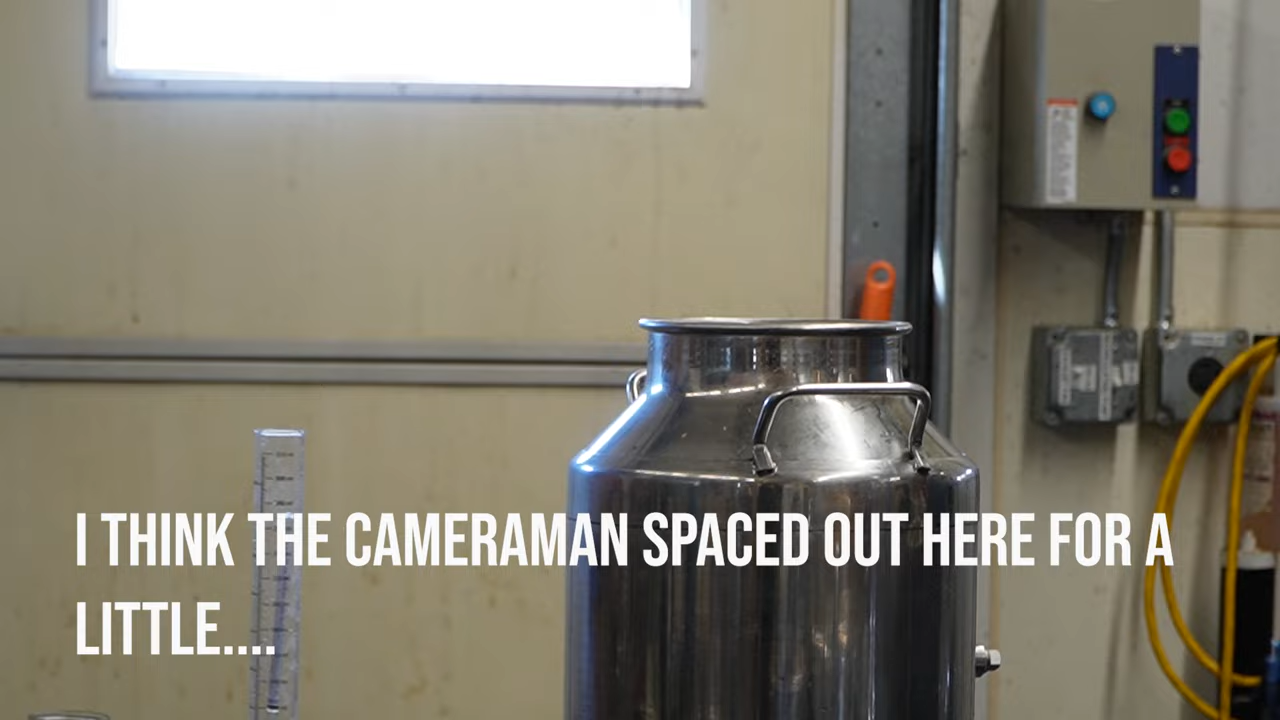 I THINK THE CAMERAMAN SPACED OUT HERE FOR A
LITTLE....